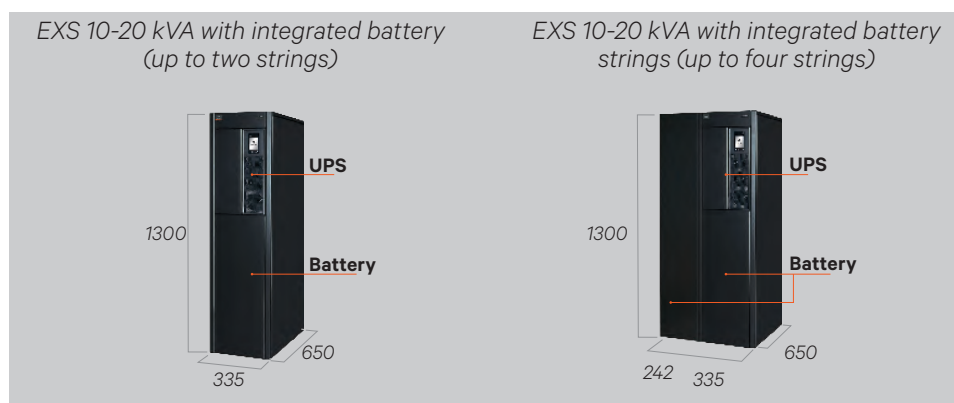 EXS 10-20 kVA with integrated battery
(up to two strings)
UPS
1300
Battery
650
335
EXS 10-20 kVA with integrated battery
strings (up to four strings)
UPS
1300
Battery
650
242
335